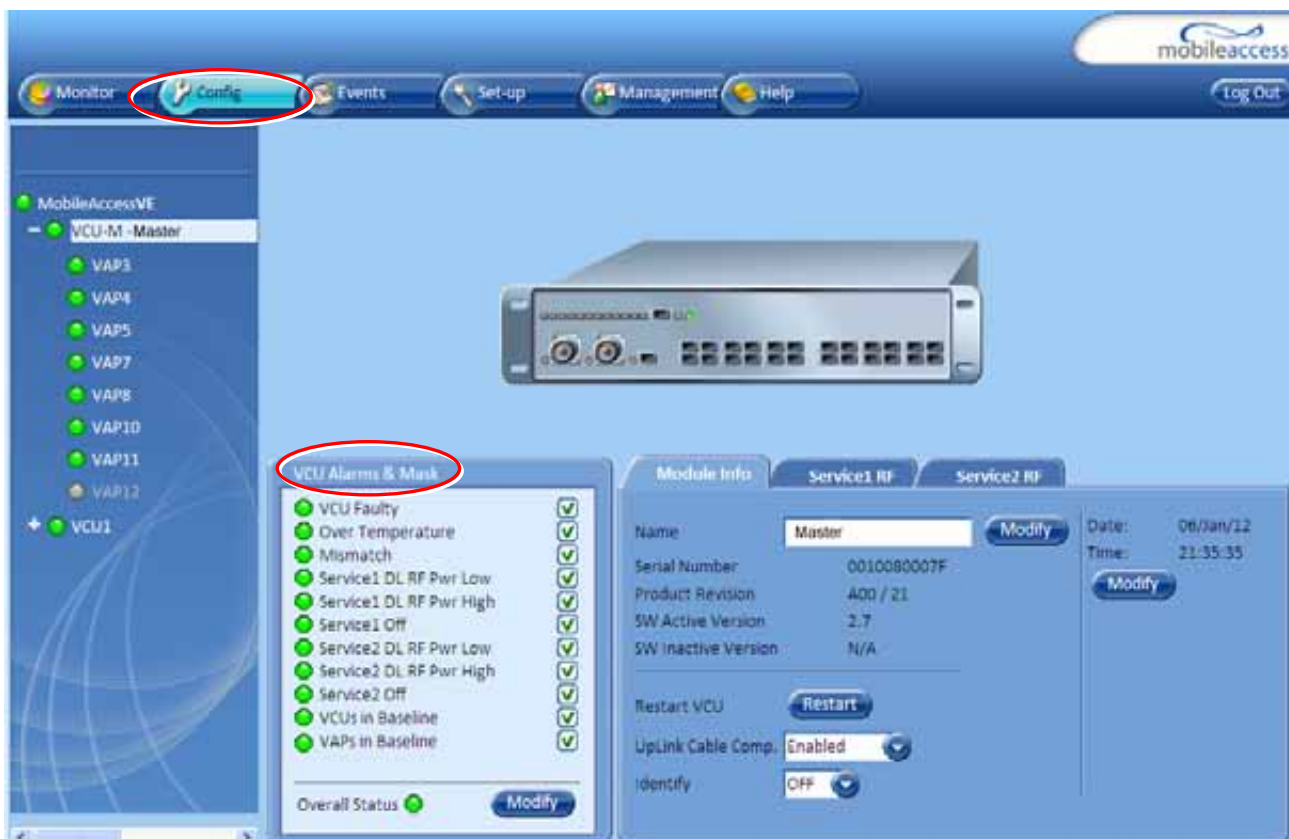 mobileaccess
Monitor
Config
Events
Set-up
Management
Help
Log Out
MobileAccessVE
VCU-M -Master
VAP3
VAP4
VAP5
VAP7
VAP8
VAP10
VAP11
VAP12
VCU1
VCU Alarms & Mask
VCU Faulty
Over Temperature
Mismatch
Service1 DL RF Pwr Low
Service1 DL RF Pwr High
Service1 Off
Service2 DL RF Pwr Low
Service2 DL RF Pwr High
Service2 Off
VCUs in Baseline
VAPs in Baseline
Overall Status
Modify
Module Info
Service1 RF
Service2 RF
Name Master Modify
Serial Number 0010080007F
Product Revision A00 / 21
SW Active Version 2.7
SW Inactive Version N/A
Restart VCU Restart
UpLink Cable Comp. Enabled
Identify OFF
Date: 06/Jan/12
Time: 21:35:35
Modify